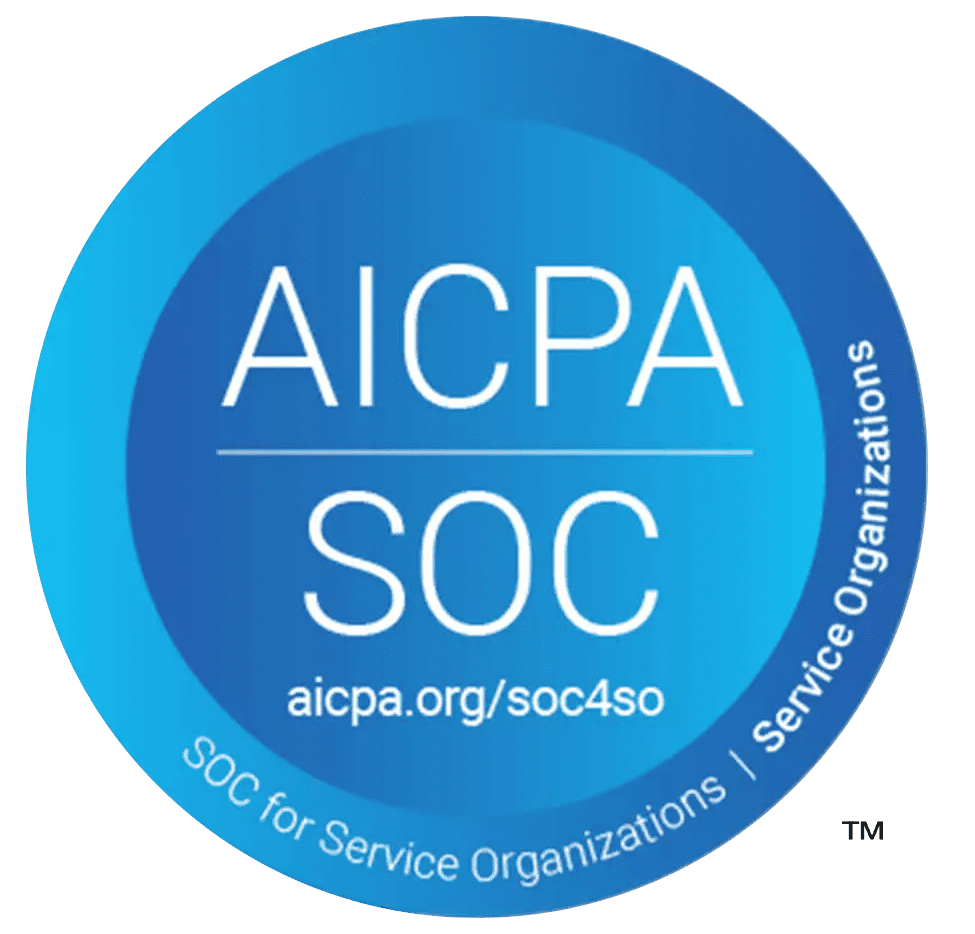 AICPA
SOC
aicpa.org/soc4so
SOC for Service Organizations | Service Organizations
TM